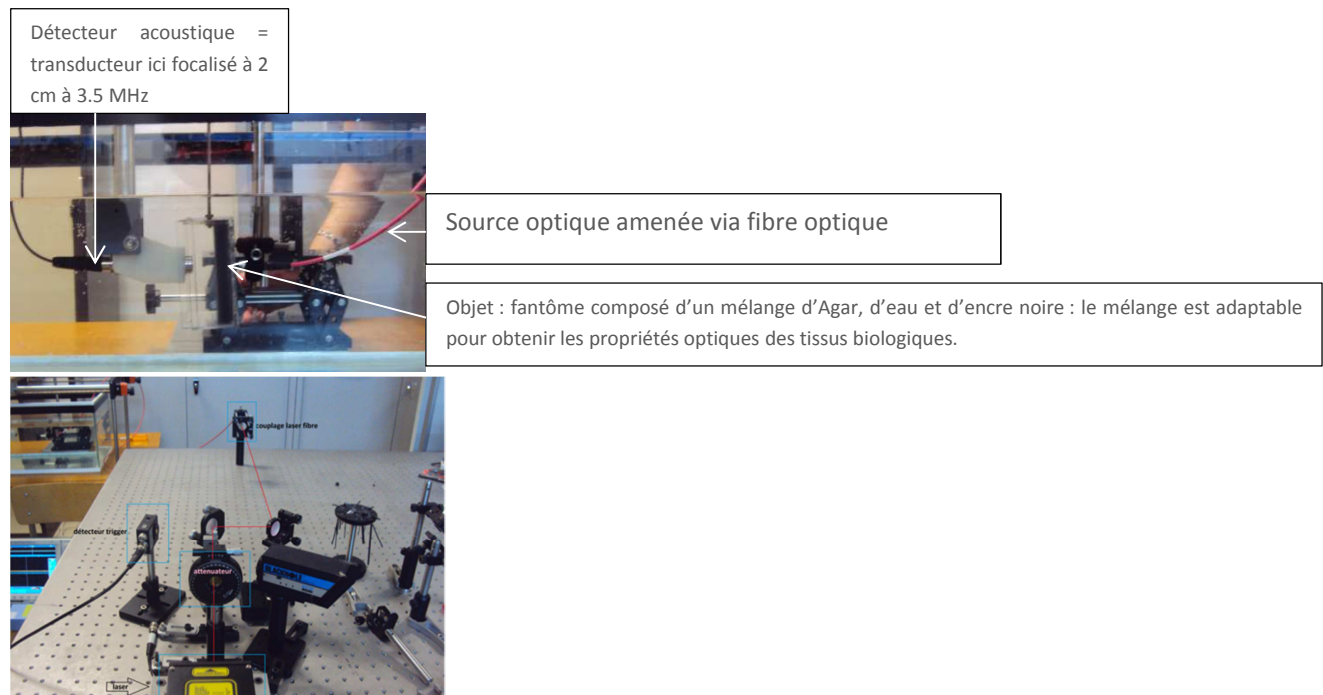 Détecteur acoustique =
transducteur ici focalisé à 2
cm à 3.5 MHz
Source optique amenée via fibre optique
Objet : fantôme composé d’un mélange d’Agar, d’eau et d’encre noire : le mélange est adaptable
pour obtenir les propriétés optiques des tissus biologiques.
couplage laser fibre
détecteur trigger
attenuateur
laser